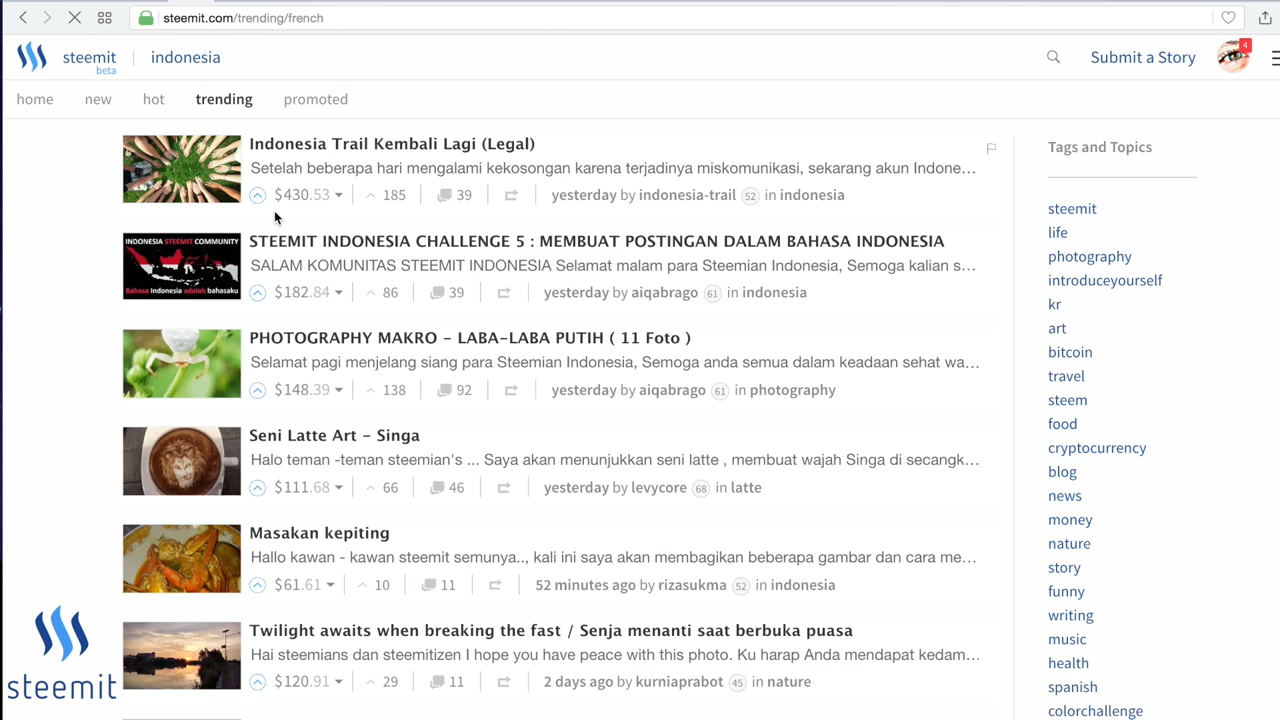 steemit.com/trending/french
steemit
beta
indonesia
Submit a Story
4
home new hot trending promoted
Indonesia Trail Kembali Lagi (Legal)
Setelah beberapa hari mengalami kekosongan karena terjadinya miskomunikasi, sekarang akun Indone…
$430.53 185 39 yesterday by indonesia-trail 52 in indonesia
INDONESIA STEEMIT COMMUNITY
Bahasa Indonesia adalah bahasaku
STEEMIT INDONESIA CHALLENGE 5 : MEMBUAT POSTINGAN DALAM BAHASA INDONESIA
SALAM KOMUNITAS STEEMIT INDONESIA Selamat malam para Steemian Indonesia, Semoga kalian s…
$182.84 86 39 yesterday by aiqabrago 61 in indonesia
PHOTOGRAPHY MAKRO – LABA-LABA PUTIH ( 11 Foto )
Selamat pagi menjelang siang para Steemian Indonesia, Semoga anda semua dalam keadaan sehat wa…
$148.39 138 92 yesterday by aiqabrago 61 in photography
Seni Latte Art – Singa
Halo teman -teman steemian's ... Saya akan menunjukkan seni latte , membuat wajah Singa di secangk…
$111.68 66 46 yesterday by levycore 68 in latte
Masakan kepiting
Hallo kawan - kawan steemit semunya.., kali ini saya akan membagikan beberapa gambar dan cara me…
$61.61 10 11 52 minutes ago by rizasukma 52 in indonesia
Twilight awaits when breaking the fast / Senja menanti saat berbuka puasa
Hai steemians dan steemitizen I hope you have peace with this photo. Ku harap Anda mendapat kedam…
$120.91 29 11 2 days ago by kurniaprabot 45 in nature
Tags and Topics
steemit
life
photography
introduceyourself
kr
art
bitcoin
travel
steem
food
cryptocurrency
blog
news
money
nature
story
funny
writing
music
health
spanish
colorchallenge
steemit